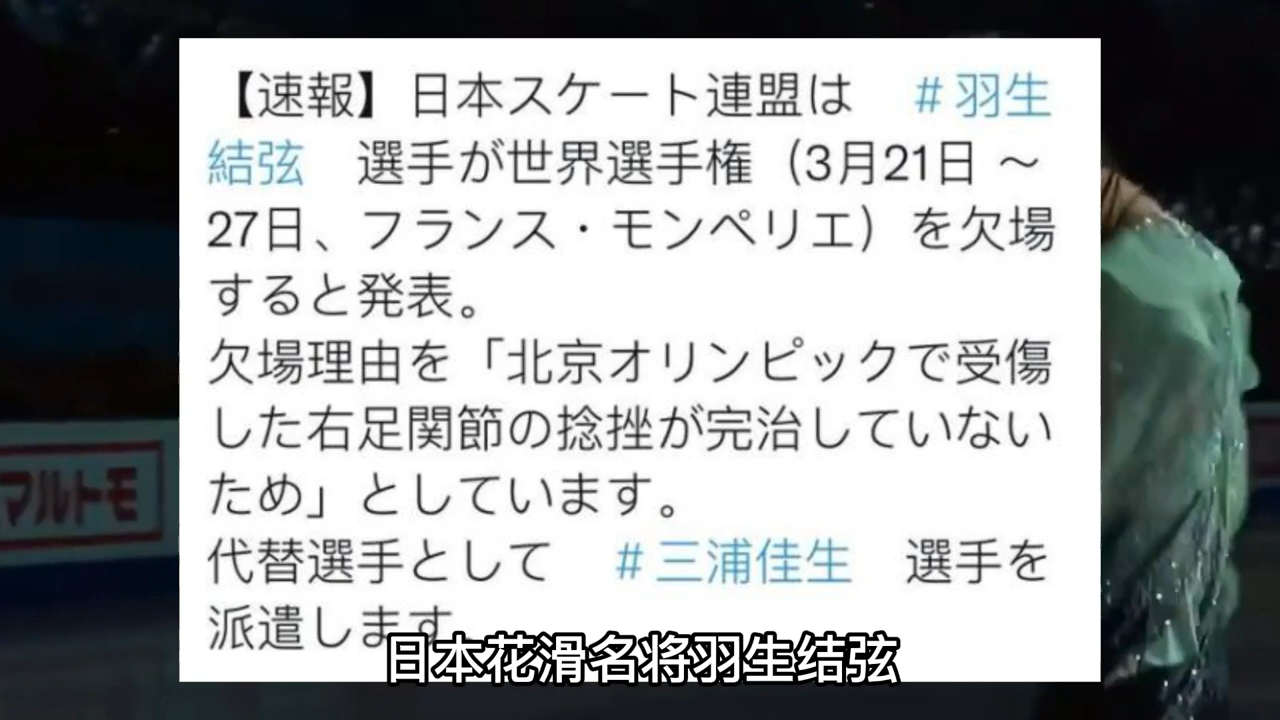 【速報】日本スケート連盟は　#羽生
結弦　選手が世界選手権（3月21日 ～
27日、フランス・モンペリエ）を欠場
すると発表。
欠場理由を「北京オリンピックで受傷
した右足関節の捻挫が完治していない
ため」としています。
代替選手として　#三浦佳生　選手を
派遣します
マルトモ
日本花滑名将羽生结弦